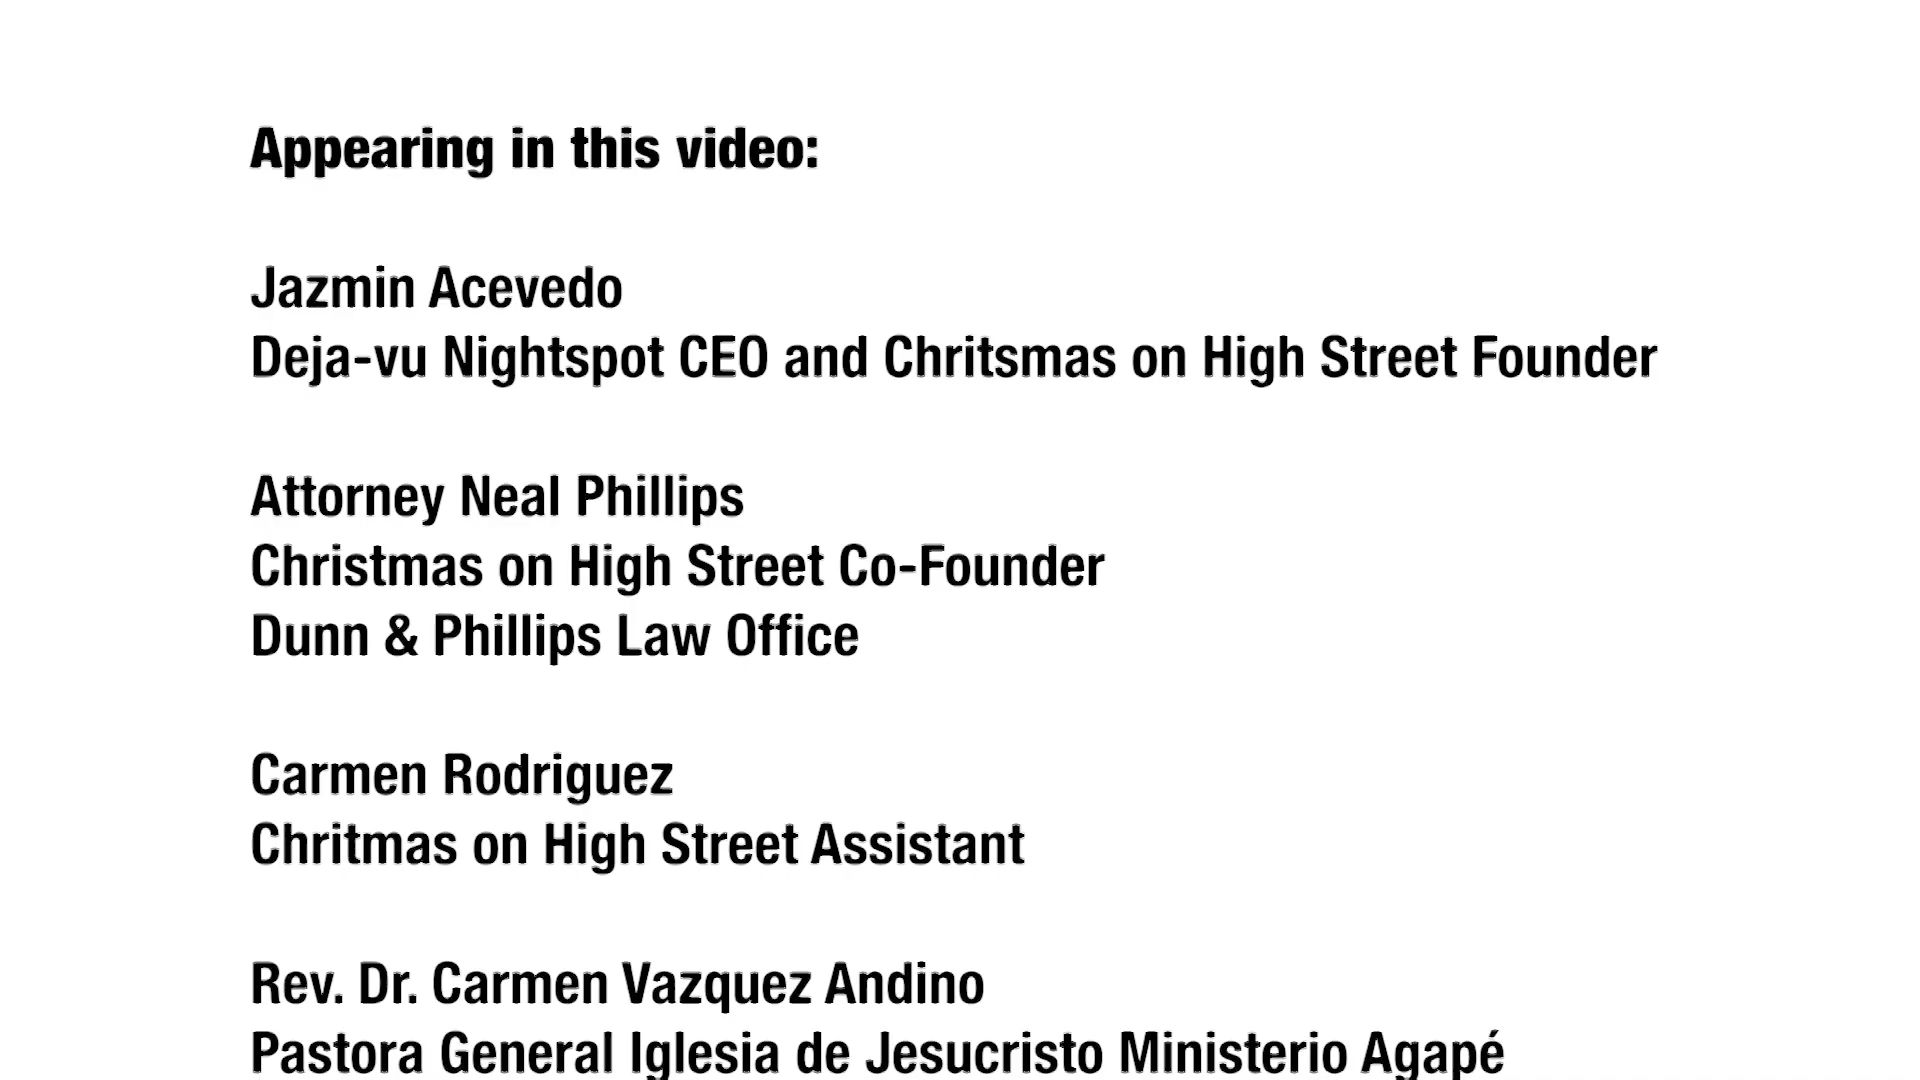 Appearing in this video:
Jazmin Acevedo
Deja-vu Nightspot CEO and Chritsmas on High Street Founder
Attorney Neal Phillips
Christmas on High Street Co-Founder
Dunn & Phillips Law Office
Carmen Rodriguez
Chritmas on High Street Assistant
Rev. Dr. Carmen Vazquez Andino
Pastora General Iglesia de Jesucristo Ministerio Agapé